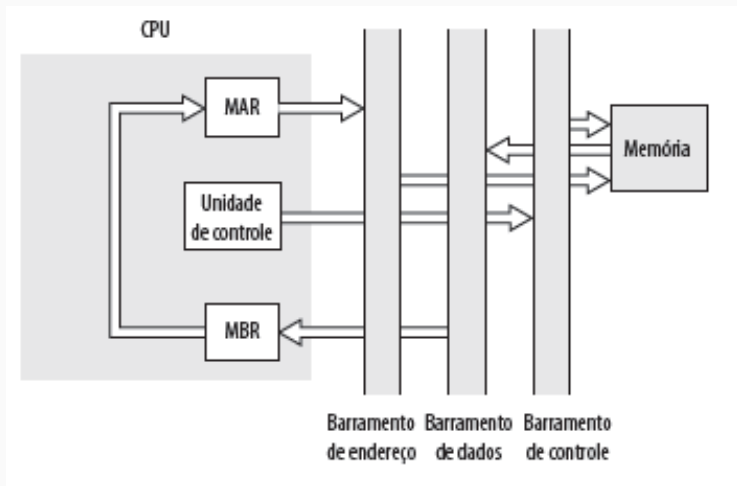 CPU
MAR
Memória
Unidade
de controle
MBR
Barramento Barramento Barramento
de endereço de dados de controle